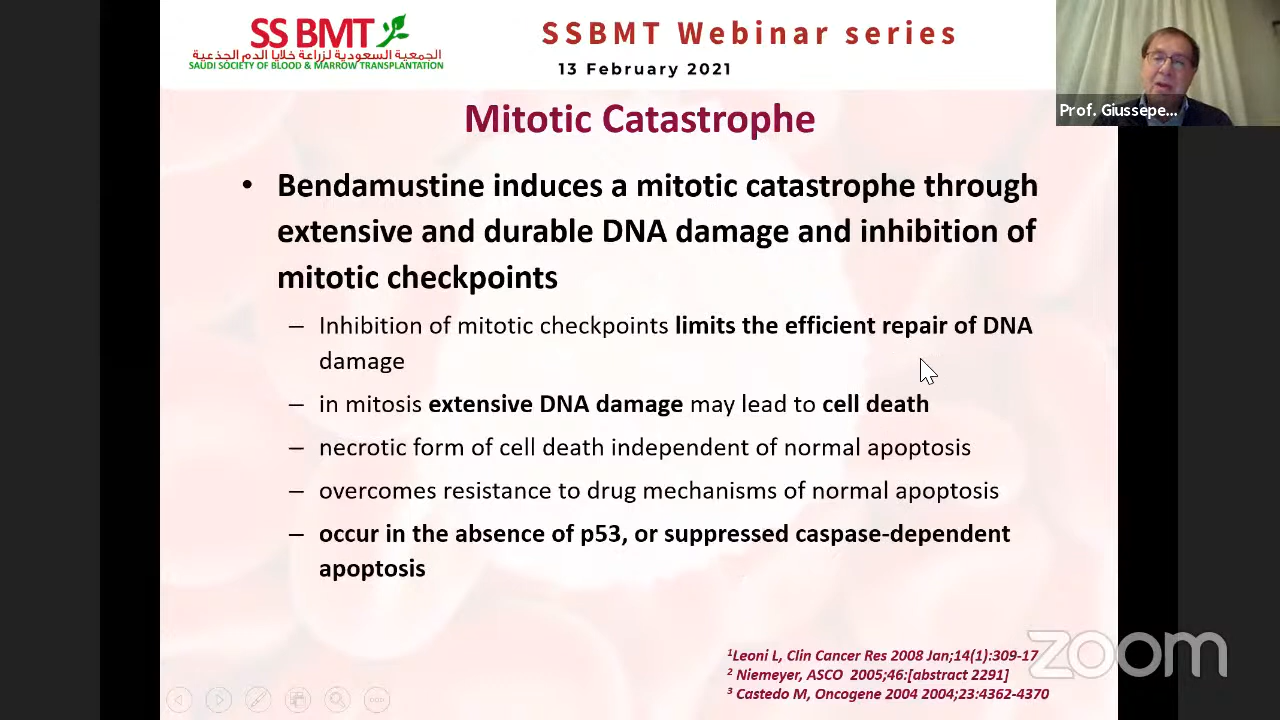 SS BMT
الجمعية السعودية لزراعة خلايا الدم الجذعية
SAUDI SOCIETY OF BLOOD & MARROW TRANSPLANTATION
SSBMT Webinar series
13 February 2021
Prof. Giussepe...
Mitotic Catastrophe
• Bendamustine induces a mitotic catastrophe through
extensive and durable DNA damage and inhibition of
mitotic checkpoints
– Inhibition of mitotic checkpoints limits the efficient repair of DNA
damage
– in mitosis extensive DNA damage may lead to cell death
– necrotic form of cell death independent of normal apoptosis
– overcomes resistance to drug mechanisms of normal apoptosis
– occur in the absence of p53, or suppressed caspase-dependent
apoptosis
¹Leoni L, Clin Cancer Res 2008 Jan;14(1):309-17
² Niemeyer, ASCO 2005;46:[abstract 2291]
³ Castedo M, Oncogene 2004 2004;23:4362-4370
zoom